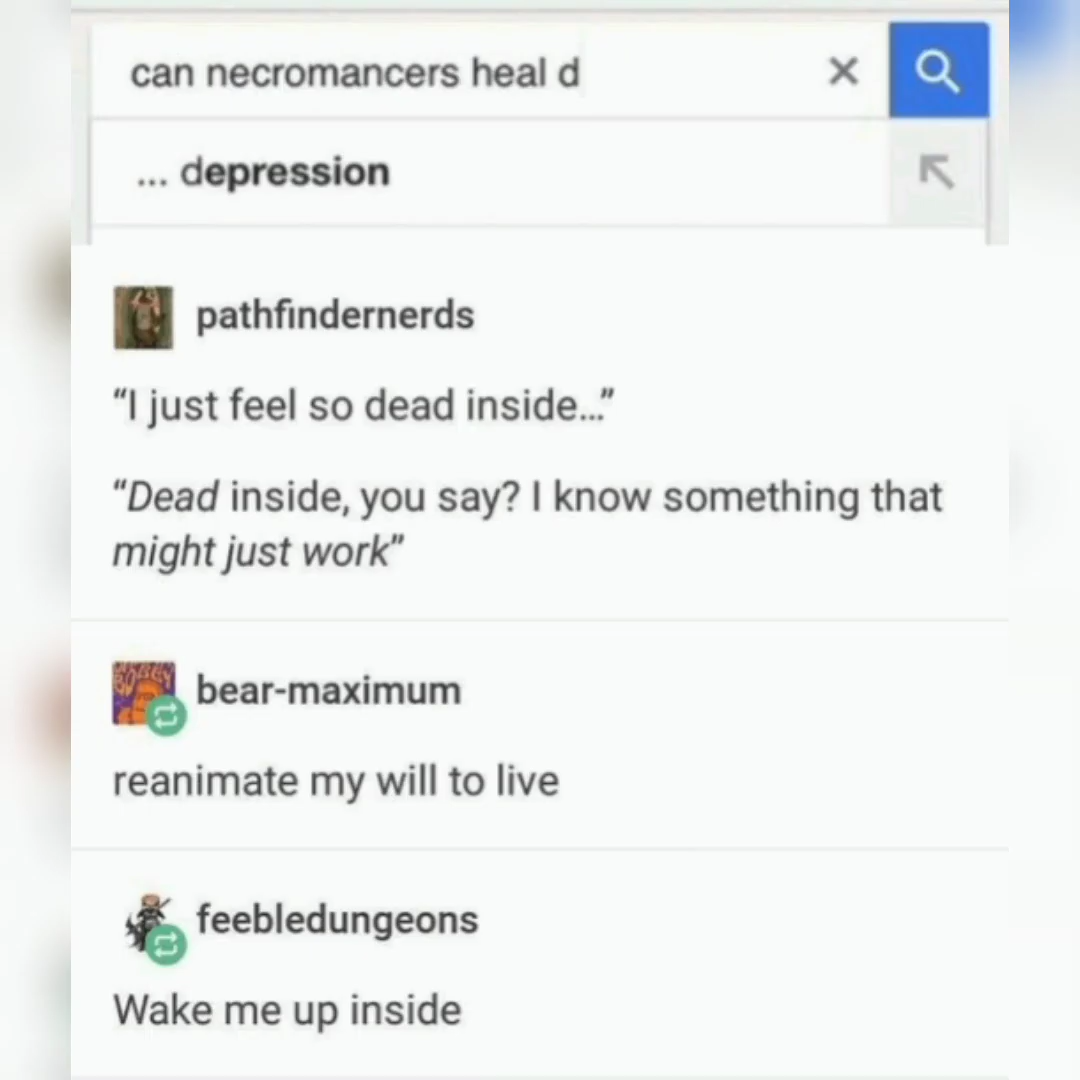 can necromancers heal d
... depression
pathfindernerds
“I just feel so dead inside...”
“Dead inside, you say? I know something that
might just work”
bear-maximum
reanimate my will to live
feebledungeons
Wake me up inside